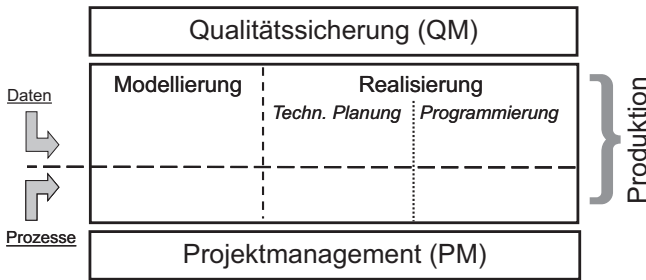 Qualitätssicherung (QM)
Modellierung
Realisierung
Daten
Techn. Planung
Programmierung
Produktion
Prozesse
Projektmanagement (PM)